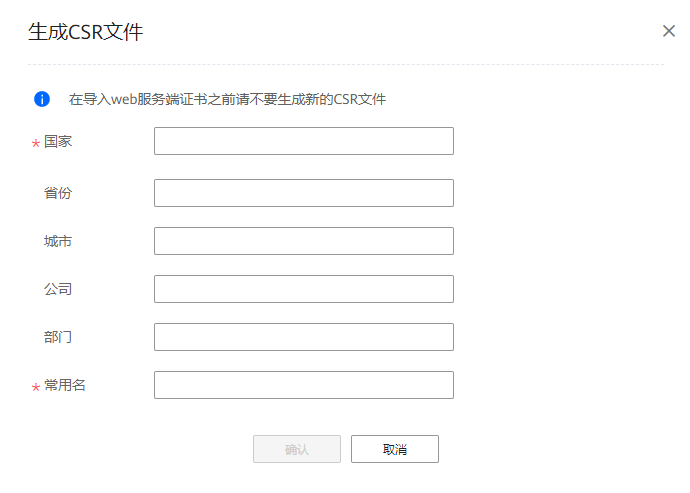 生成CSR文件
在导入web服务端证书之前请不要生成新的CSR文件
* 国家
省份
城市
公司
部门
* 常用名
确认 取消